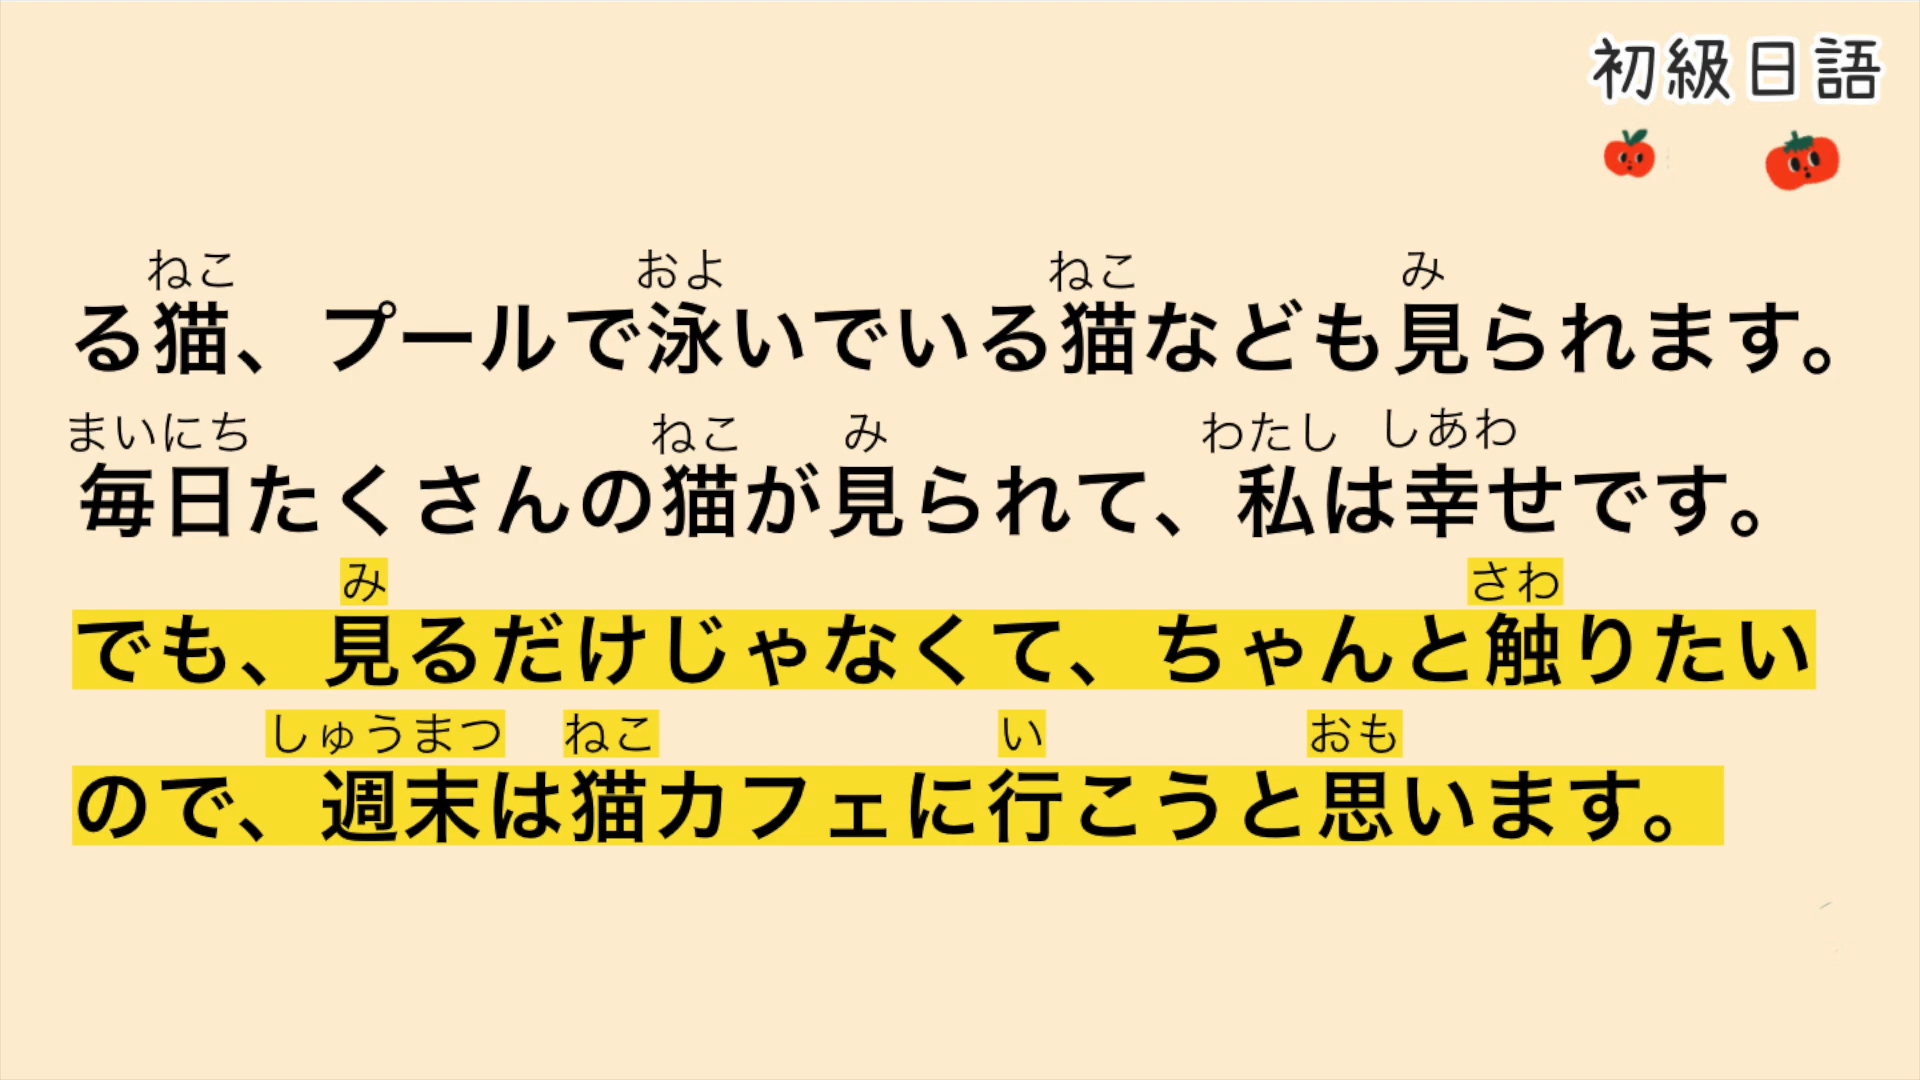 初級日語
ねこ およ ねこ み
る猫、プールで泳いでいる猫なども見られます。
まいにち ねこ み わたし しあわ
毎日たくさんの猫が見られて、私は幸せです。
み さわ
でも、見るだけじゃなくて、ちゃんと触りたい
しゅうまつ ねこ い おも
ので、週末は猫カフェに行こうと思います。